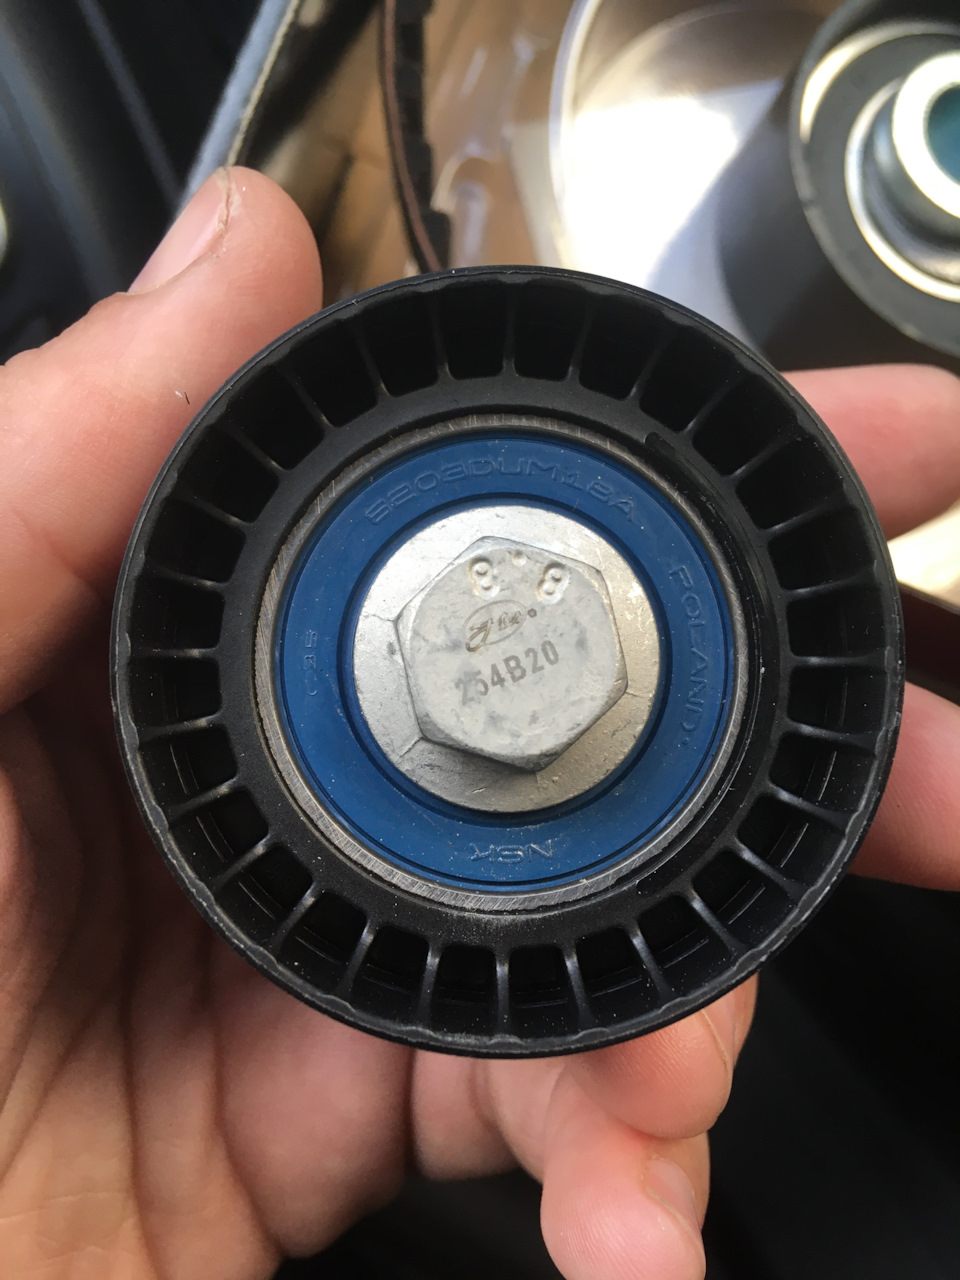 6203DUM18A
POLAND
NSK
8.8
254B20